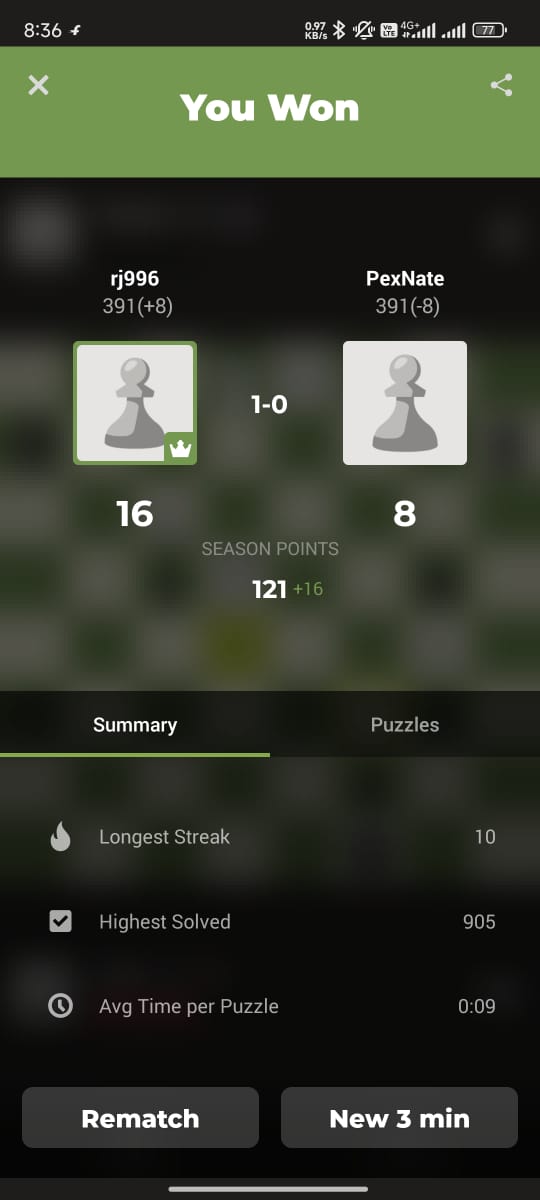 8:36
0.97 KB/s Vo LTE 4G+ 77
You Won
rj996 PexNate
391(+8) 391(-8)
1-0
16 8
SEASON POINTS
121 +16
Summary Puzzles
Longest Streak 10
Highest Solved 905
Avg Time per Puzzle 0:09
Rematch New 3 min